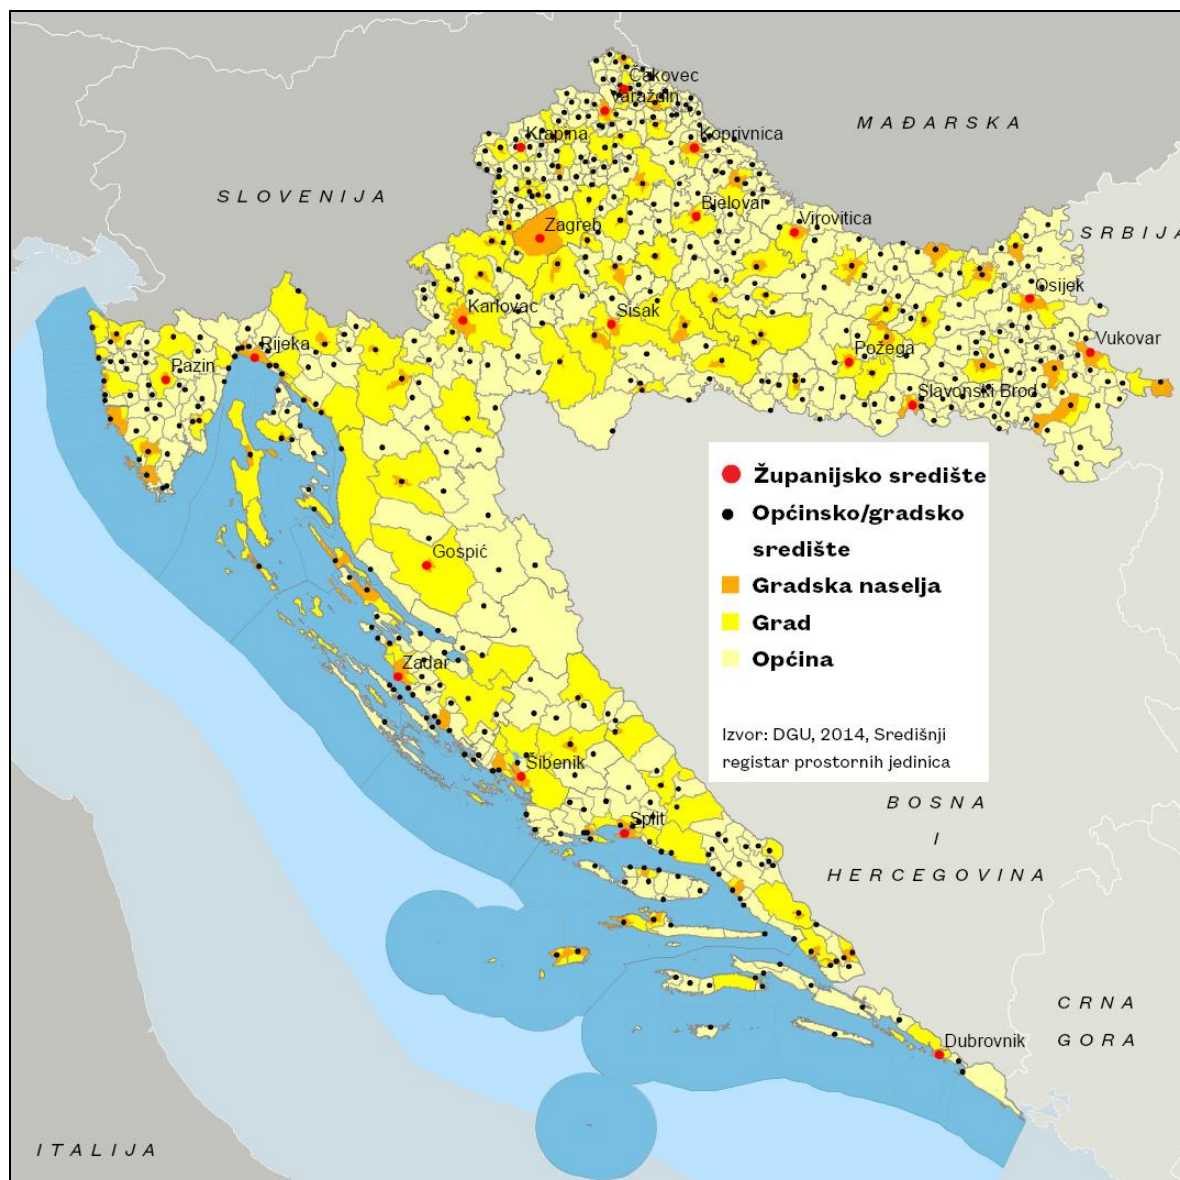 Čakovec
Varaždin
MAĐARSKA
Krapina
Koprivnica
SLOVENIJA
Bjelovar
Virovitica
Zagreb
SRBIJA
Osijek
Karlovac
Sisak
Rijeka
Vukovar
Požega
Pazin
Slavonski Brod
Županijsko središte
Općinsko/gradsko
središte
Gradska naselja
Grad
Općina
Izvor: DGU, 2014, Središnji
registar prostornih jedinica
Gospić
Zadar
Šibenik
Split
BOSNA
I
HERCEGOVINA
CRNA
GORA
Dubrovnik
ITALIJA